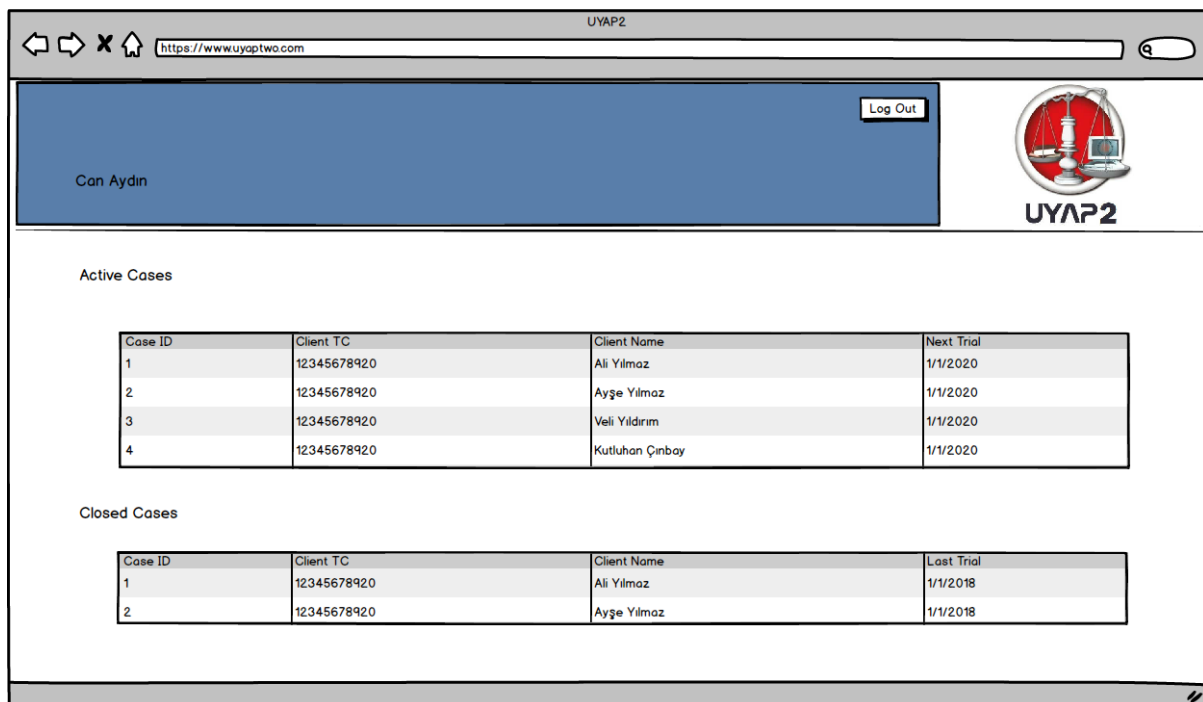 UYAP2
https://www.uyaptwo.com
Log Out
Can Aydın
UYAP2
Active Cases
Case ID Client TC Client Name Next Trial
1 12345678920 Ali Yılmaz 1/1/2020
2 12345678920 Ayşe Yılmaz 1/1/2020
3 12345678920 Veli Yıldırım 1/1/2020
4 12345678920 Kutluhan Çınbay 1/1/2020
Closed Cases
Case ID Client TC Client Name Last Trial
1 12345678920 Ali Yılmaz 1/1/2018
2 12345678920 Ayşe Yılmaz 1/1/2018